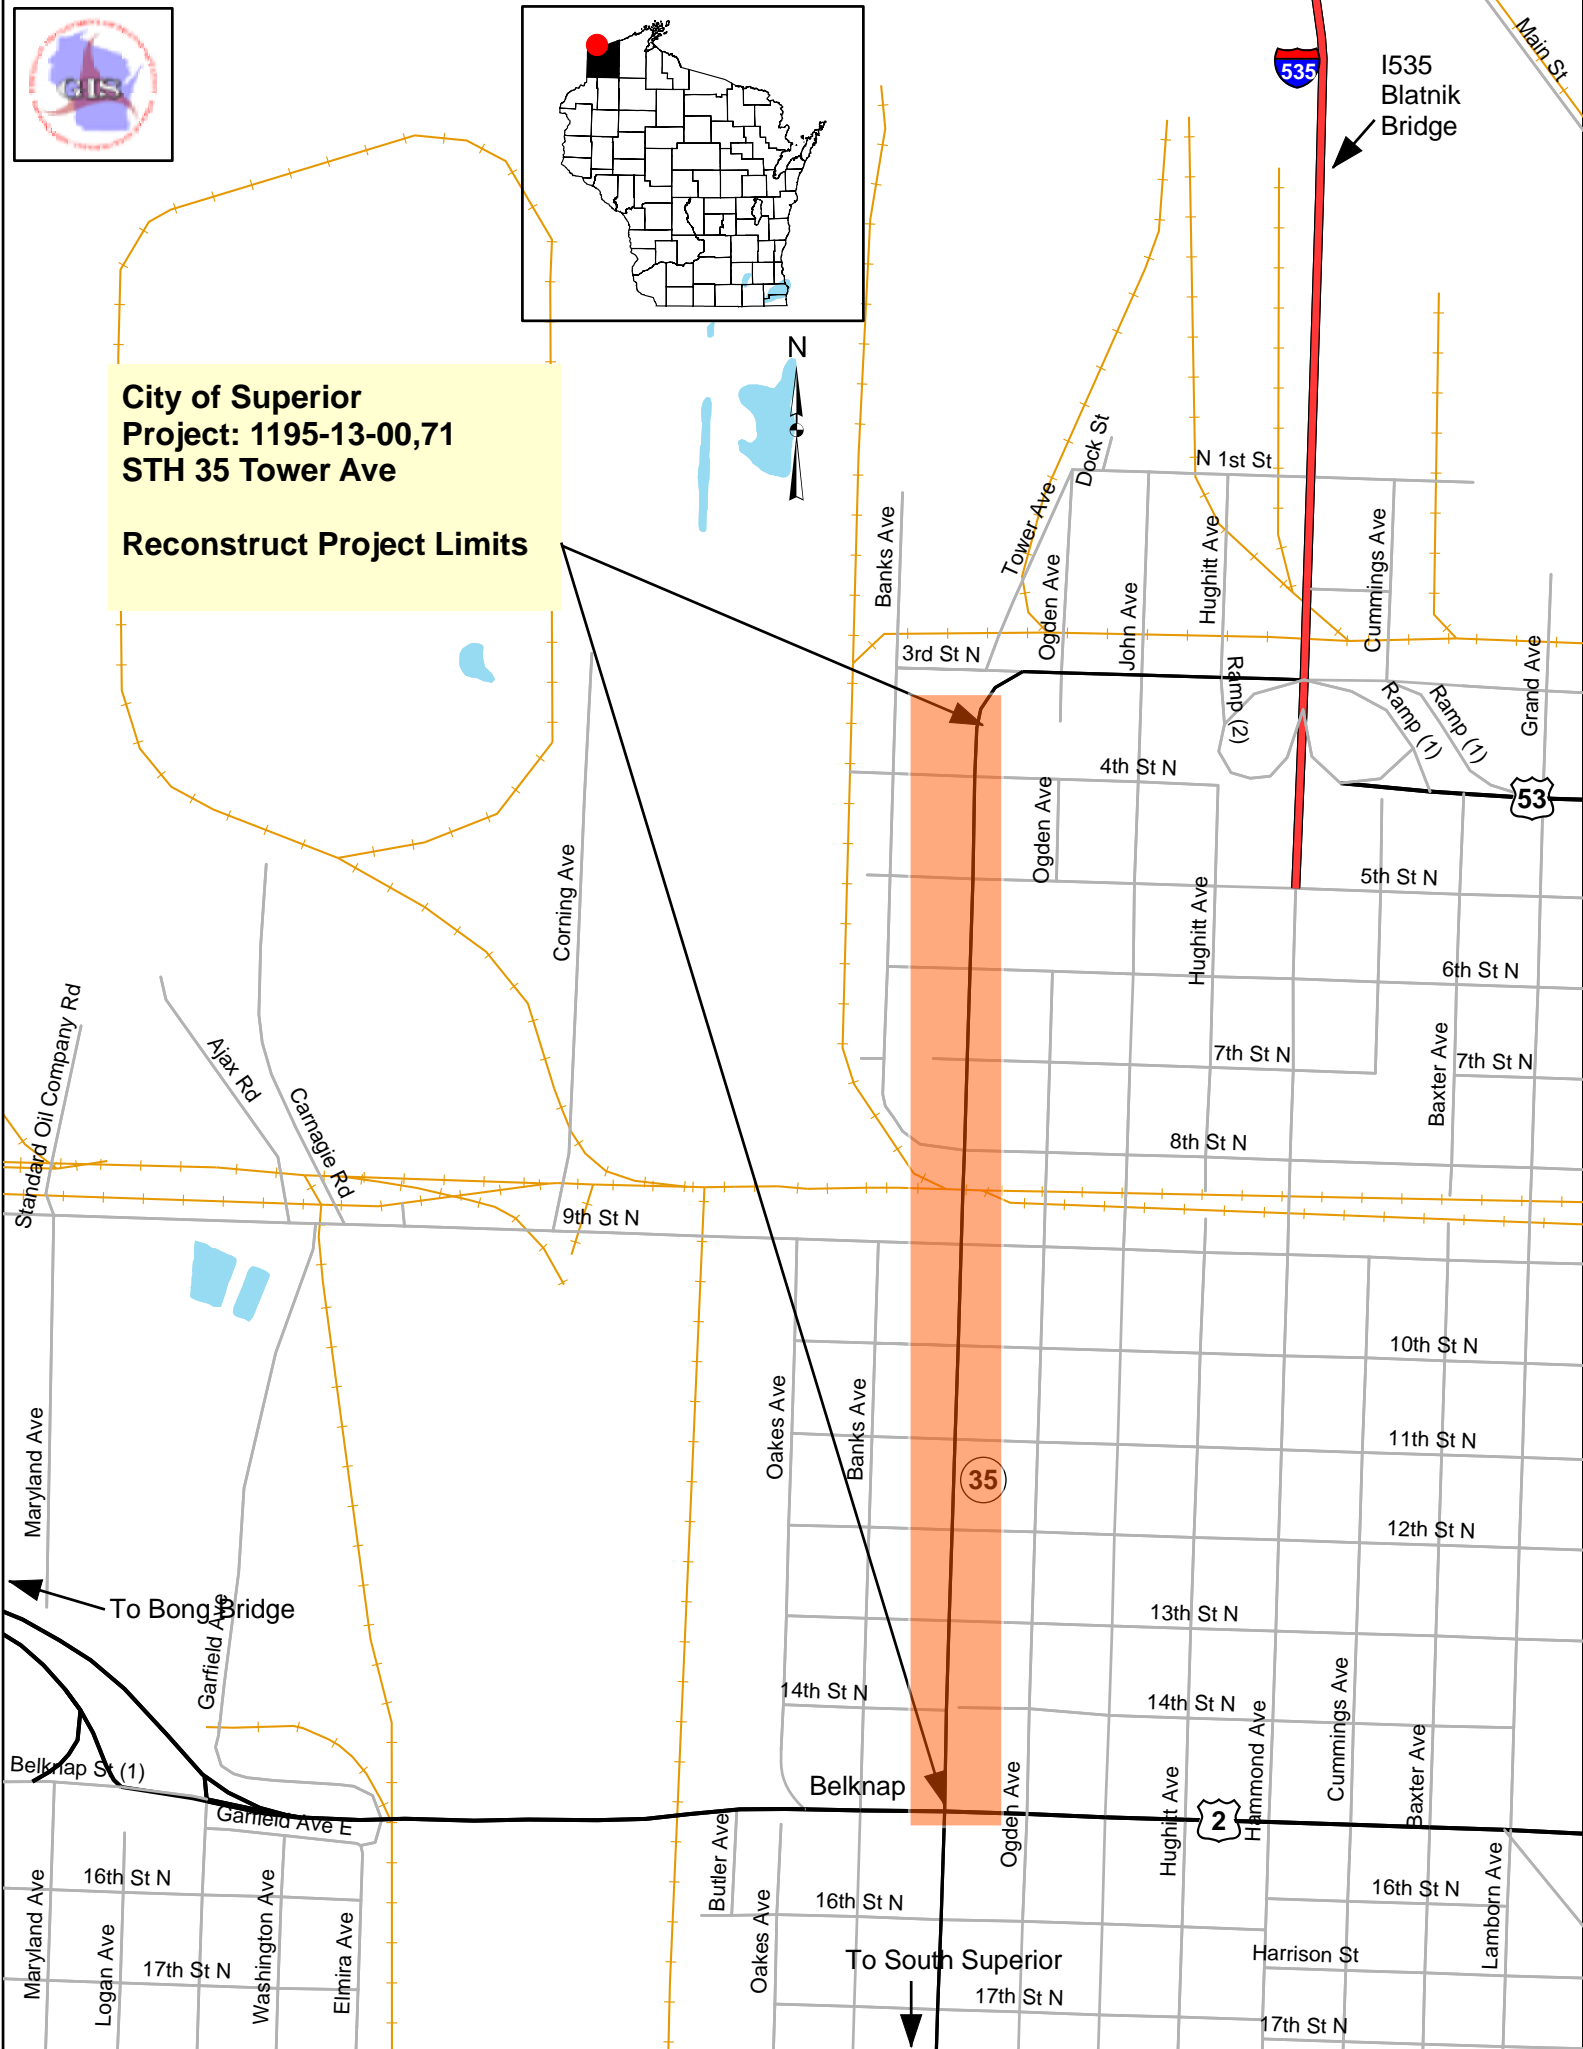 GIS
N
City of Superior
Project: 1195-13-00,71
STH 35 Tower Ave
Reconstruct Project Limits
535
I535
Blatnik
Bridge
Main St
Dock St
N 1st St
Tower Ave
Banks Ave
Ogden Ave
John Ave
Hughitt Ave
Cummings Ave
3rd St N
Ramp (2)
Ramp (1)
Ramp (1)
Grand Ave
4th St N
Ogden Ave
53
5th St N
Corning Ave
Hughitt Ave
6th St N
Standard Oil Company Rd
Ajax Rd
Carnagie Rd
7th St N
Baxter Ave
7th St N
8th St N
9th St N
10th St N
Maryland Ave
Oakes Ave
Banks Ave
11th St N
35
12th St N
To Bong Bridge
Garfield Ave
13th St N
14th St N
14th St N
Hammond Ave
Cummings Ave
Baxter Ave
Belknap St (1)
Belknap
Garfield Ave E
Ogden Ave
Hughitt Ave
2
Butler Ave
16th St N
16th St N
16th St N
Lamborn Ave
Maryland Ave
Logan Ave
Washington Ave
Elmira Ave
Oakes Ave
To South Superior
Harrison St
17th St N
17th St N
17th St N